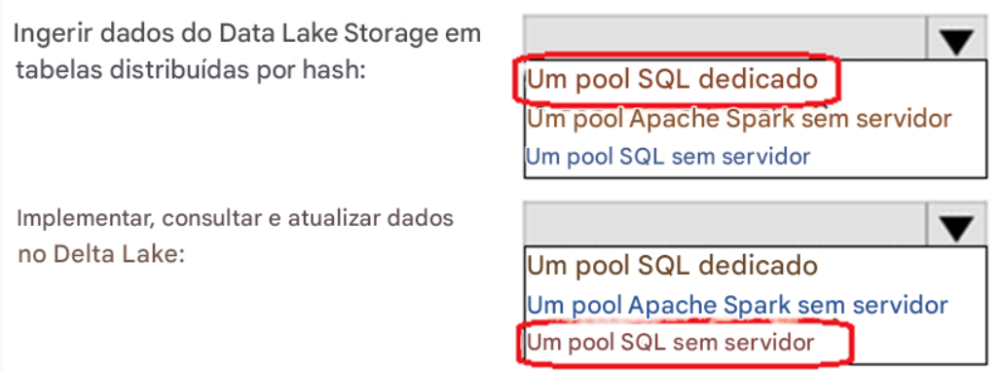 Ingerir dados do Data Lake Storage em
tabelas distribuídas por hash:
Um pool SQL dedicado
Um pool Apache Spark sem servidor
Um pool SQL sem servidor
Implementar, consultar e atualizar dados
no Delta Lake:
Um pool SQL dedicado
Um pool Apache Spark sem servidor
Um pool SQL sem servidor